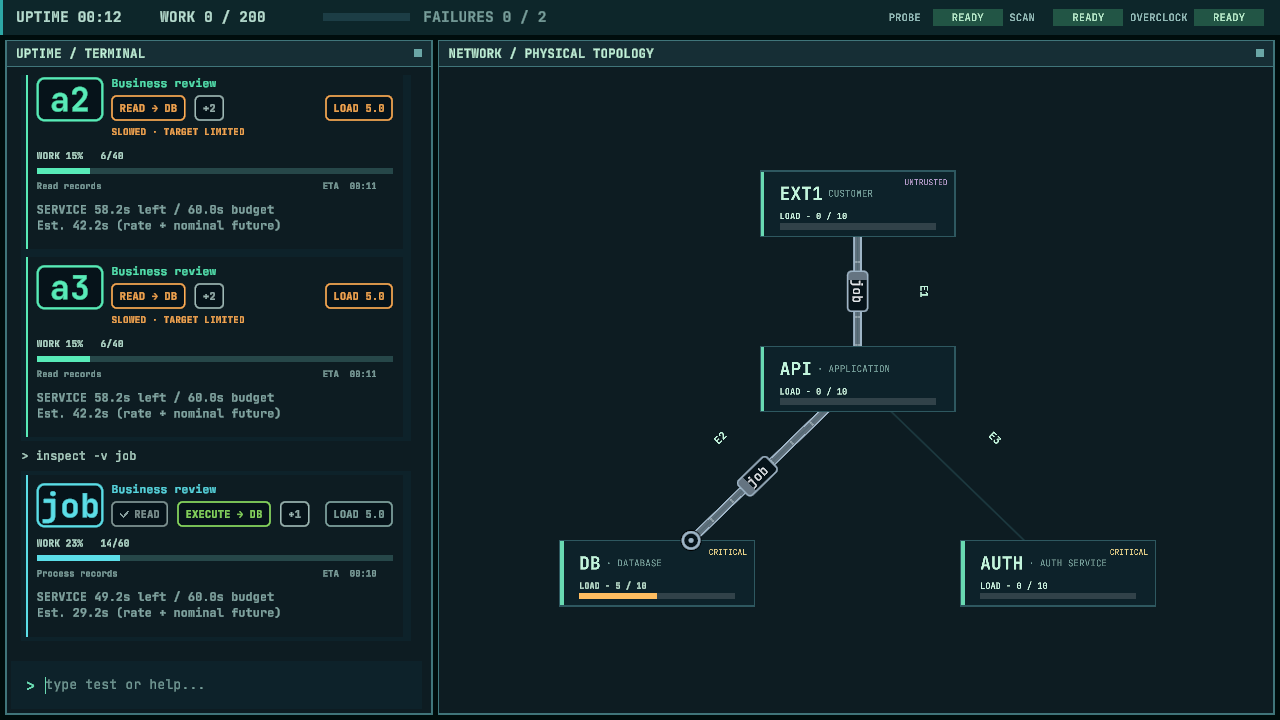 UPTIME 00:12 WORK 0 / 200 FAILURES 0 / 2 PROBE READY SCAN READY OVERCLOCK READY
UPTIME / TERMINAL
a2 Business review
READ → DB +2 LOAD 5.0
SLOWED · TARGET LIMITED
WORK 15% 6/40
Read records ETA 00:11
SERVICE 58.2s left / 60.0s budget
Est. 42.2s (rate + nominal future)
a3 Business review
READ → DB +2 LOAD 5.0
SLOWED · TARGET LIMITED
WORK 15% 6/40
Read records ETA 00:11
SERVICE 58.2s left / 60.0s budget
Est. 42.2s (rate + nominal future)
> inspect -v job
job Business review
✓ READ EXECUTE → DB +1 LOAD 5.0
WORK 23% 14/60
Process records ETA 00:10
SERVICE 49.2s left / 60.0s budget
Est. 29.2s (rate + nominal future)
> type test or help...
NETWORK / PHYSICAL TOPOLOGY
UNTRUSTED
EXT1 CUSTOMER
LOAD - 0 / 10
job
E1
API · APPLICATION
LOAD - 0 / 10
E2
E3
job
CRITICAL
DB · DATABASE
LOAD - 5 / 10
CRITICAL
AUTH · AUTH SERVICE
LOAD - 0 / 10